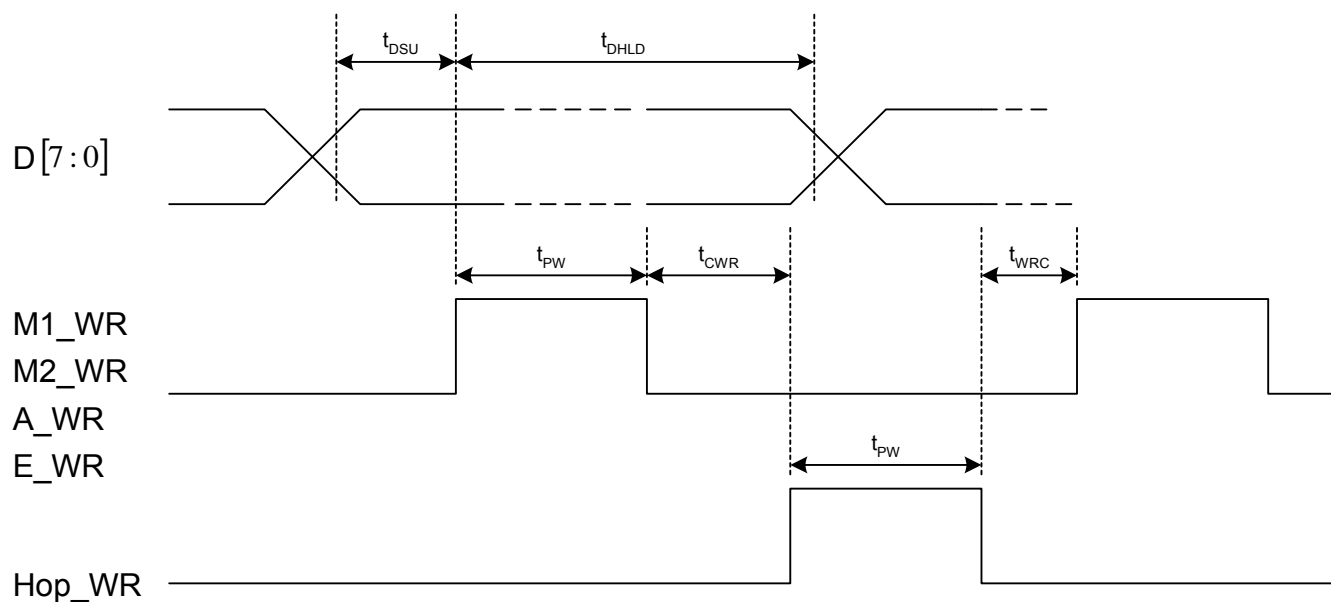 tDSU tDHLD
D[7:0]
tPW tCWR tWRC
M1_WR
M2_WR
A_WR
E_WR
tPW
Hop_WR